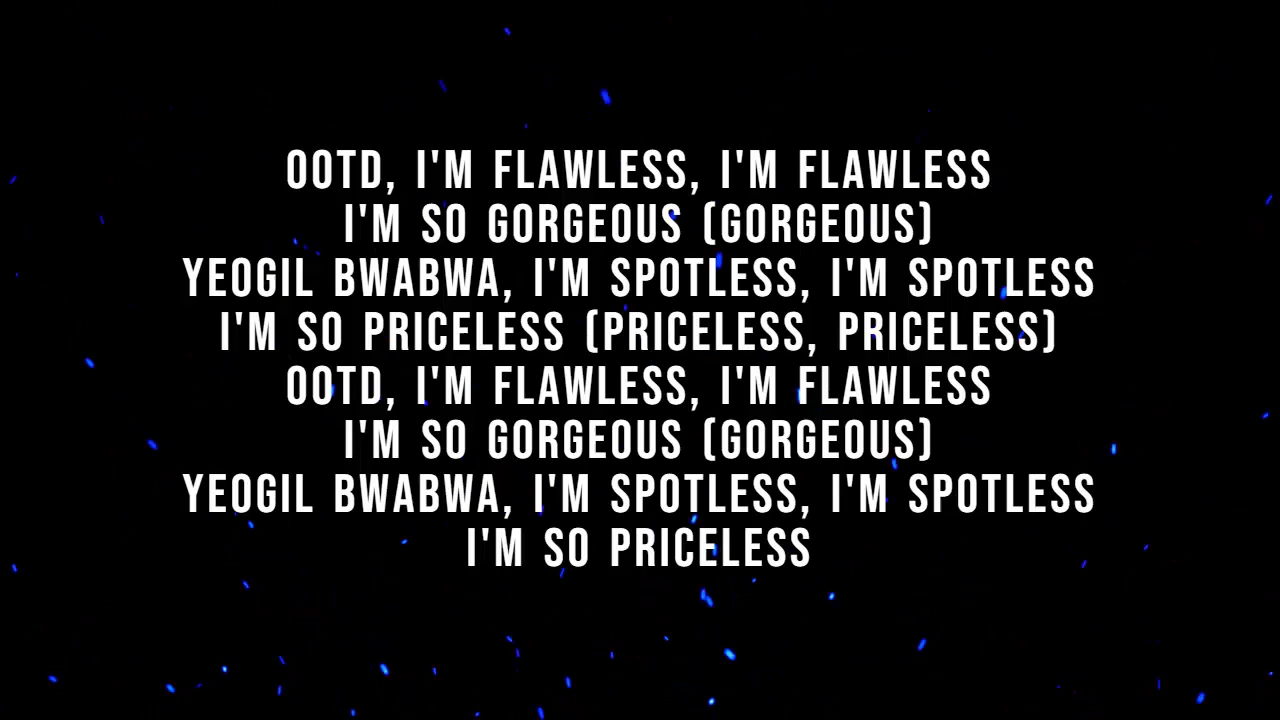 OOTD, I'M FLAWLESS, I'M FLAWLESS
I'M SO GORGEOUS (GORGEOUS)
YEOGIL BWABWA, I'M SPOTLESS, I'M SPOTLESS
I'M SO PRICELESS (PRICELESS, PRICELESS)
OOTD, I'M FLAWLESS, I'M FLAWLESS
I'M SO GORGEOUS (GORGEOUS)
YEOGIL BWABWA, I'M SPOTLESS, I'M SPOTLESS
I'M SO PRICELESS